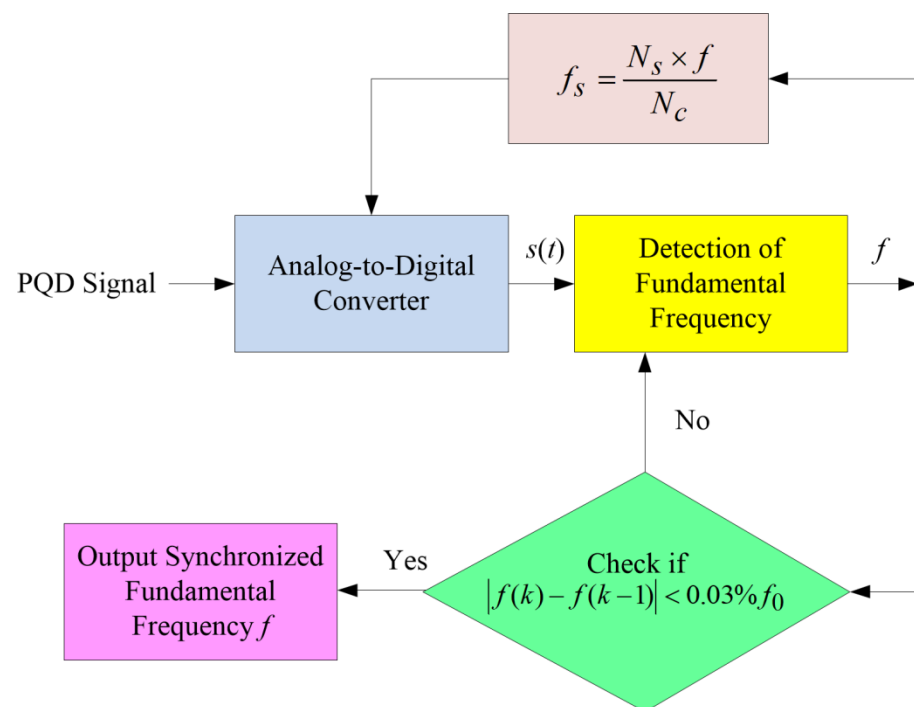 f_s = N_s × f / N_c
PQD Signal
Analog-to-Digital
Converter
s(t)
Detection of
Fundamental
Frequency
f
No
Check if
|f(k) − f(k−1)| < 0.03% f_0
Yes
Output Synchronized
Fundamental
Frequency f